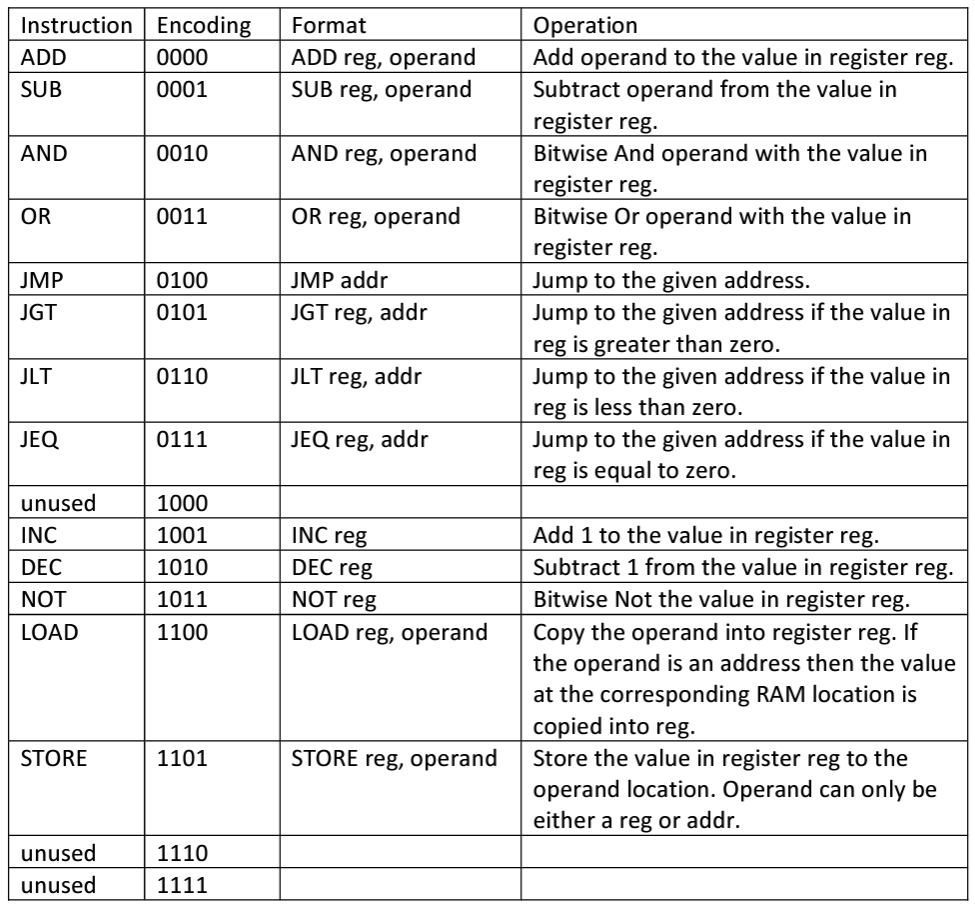 Instruction Encoding Format Operation
ADD 0000 ADD reg, operand Add operand to the value in register reg.
SUB 0001 SUB reg, operand Subtract operand from the value in
register reg.
AND 0010 AND reg, operand Bitwise And operand with the value in
register reg.
OR 0011 OR reg, operand Bitwise Or operand with the value in
register reg.
JMP 0100 JMP addr Jump to the given address.
JGT 0101 JGT reg, addr Jump to the given address if the value in
reg is greater than zero.
JLT 0110 JLT reg, addr Jump to the given address if the value in
reg is less than zero.
JEQ 0111 JEQ reg, addr Jump to the given address if the value in
reg is equal to zero.
unused 1000
INC 1001 INC reg Add 1 to the value in register reg.
DEC 1010 DEC reg Subtract 1 from the value in register reg.
NOT 1011 NOT reg Bitwise Not the value in register reg.
LOAD 1100 LOAD reg, operand Copy the operand into register reg. If
the operand is an address then the value
at the corresponding RAM location is
copied into reg.
STORE 1101 STORE reg, operand Store the value in register reg to the
operand location. Operand can only be
either a reg or addr.
unused 1110
unused 1111